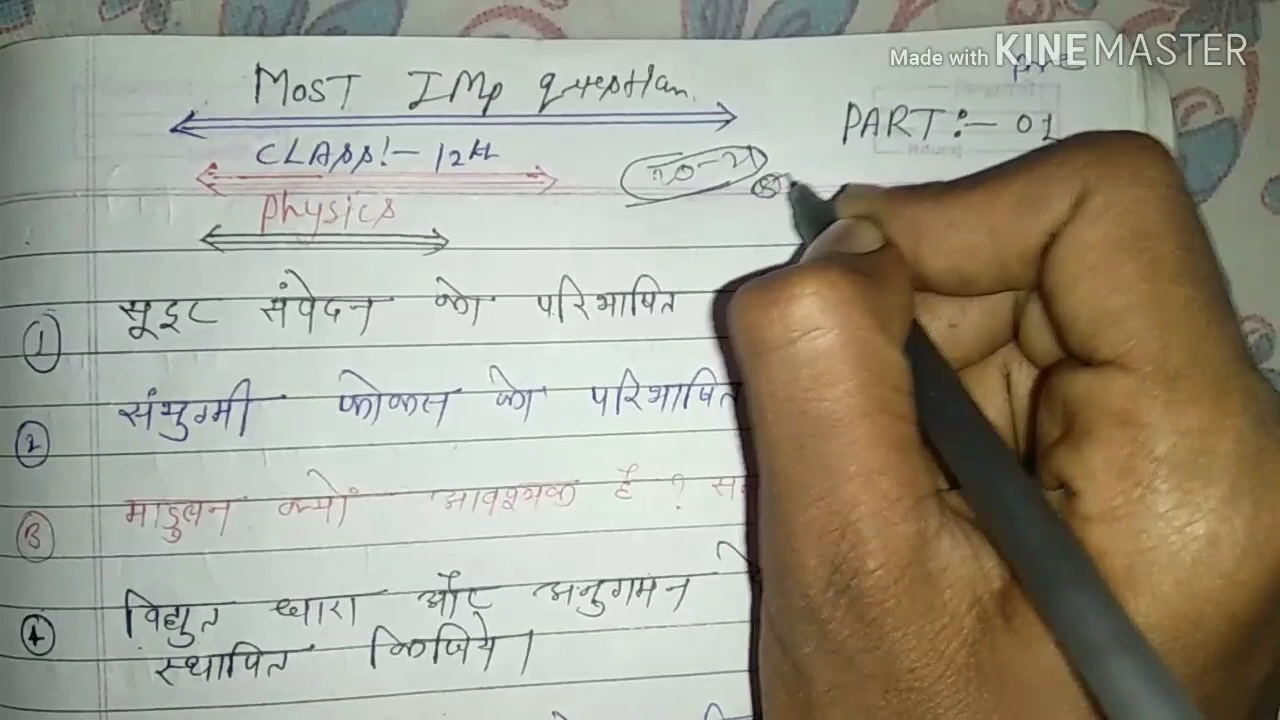 Made with KINEMASTER
MOST IMp question
PART:- 01
CLASS:- 12th
physics
① सूइट संवेदन को परिभाषित
② संयुग्मी फोकस को परिभाषित
③ माडुलन क्यों आवश्यक है ?
④ विद्युत धारा और अनुगमन
स्थापित किजिये।